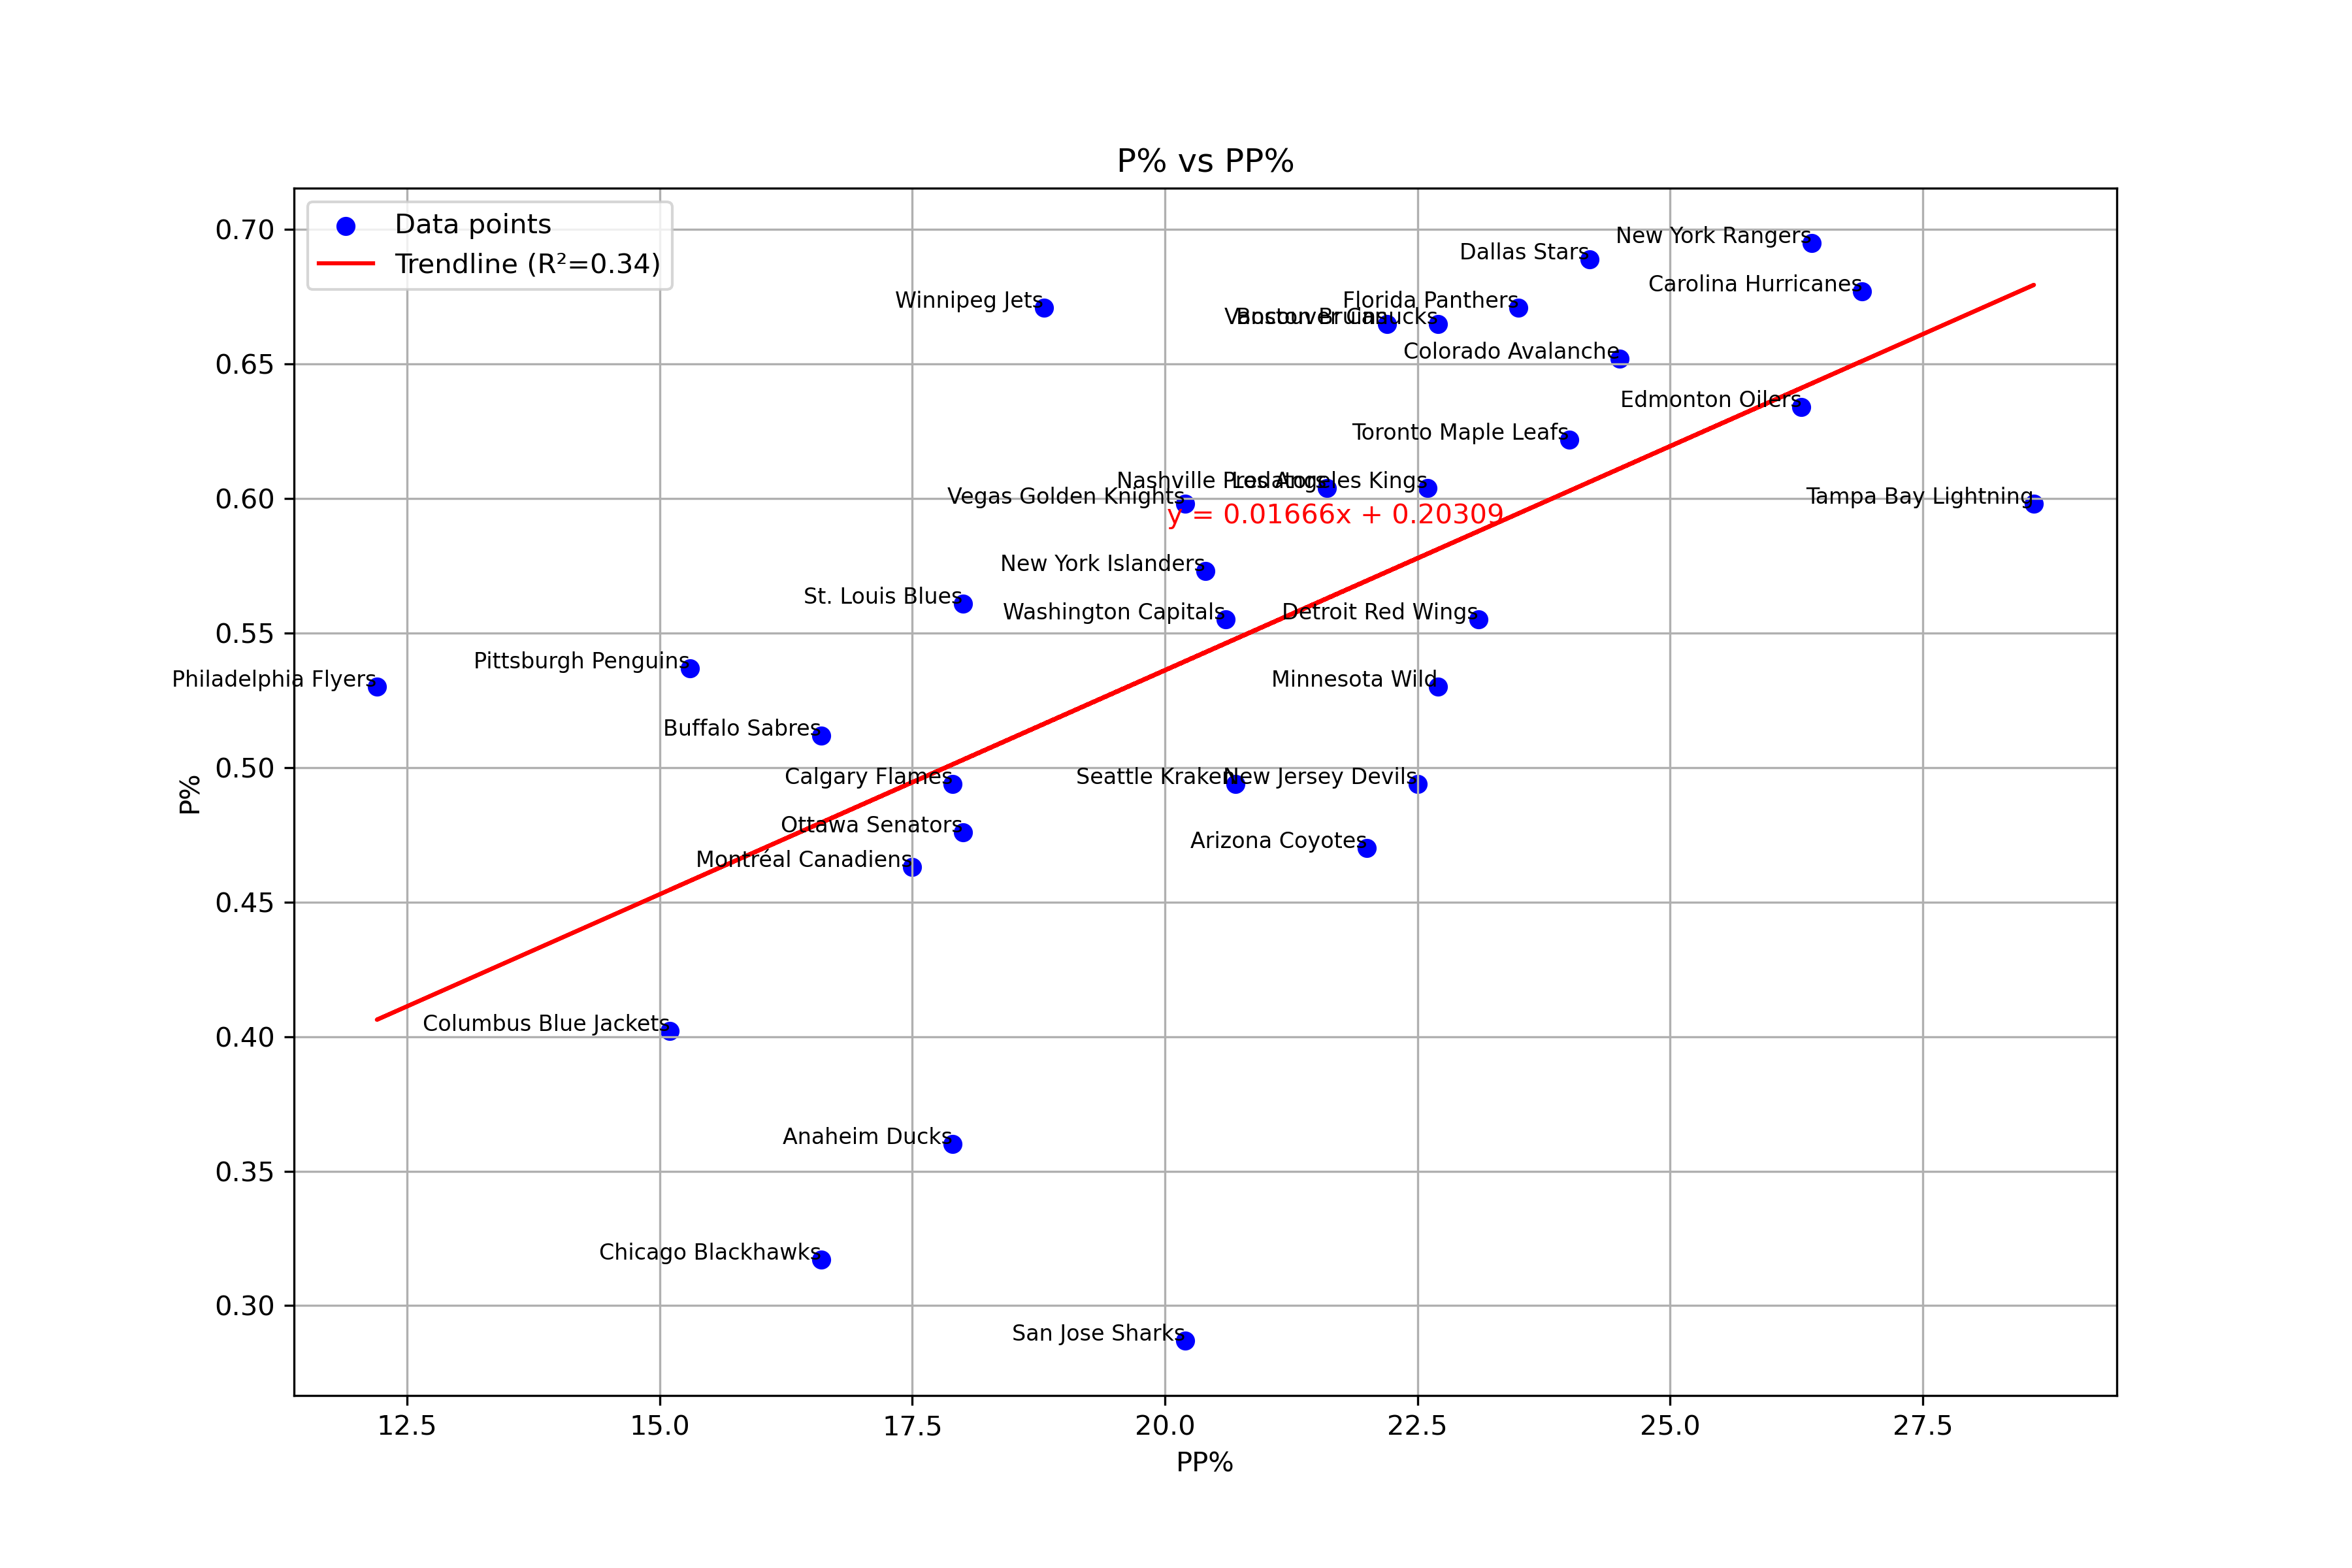 P% vs PP%
Data points
Trendline (R²=0.34)
0.70
0.65
0.60
0.55
0.50
0.45
0.40
0.35
0.30
P%
New York Rangers
Dallas Stars
Carolina Hurricanes
Winnipeg Jets
Florida Panthers
Vancouver Canucks
Boston Bruins
Colorado Avalanche
Edmonton Oilers
Toronto Maple Leafs
Nashville Predators
Los Angeles Kings
Vegas Golden Knights
Tampa Bay Lightning
y = 0.01666x + 0.20309
New York Islanders
St. Louis Blues
Washington Capitals
Detroit Red Wings
Pittsburgh Penguins
Philadelphia Flyers
Minnesota Wild
Buffalo Sabres
Calgary Flames
Seattle Kraken
New Jersey Devils
Ottawa Senators
Arizona Coyotes
Montréal Canadiens
Columbus Blue Jackets
Anaheim Ducks
Chicago Blackhawks
San Jose Sharks
12.5
15.0
17.5
20.0
22.5
25.0
27.5
PP%